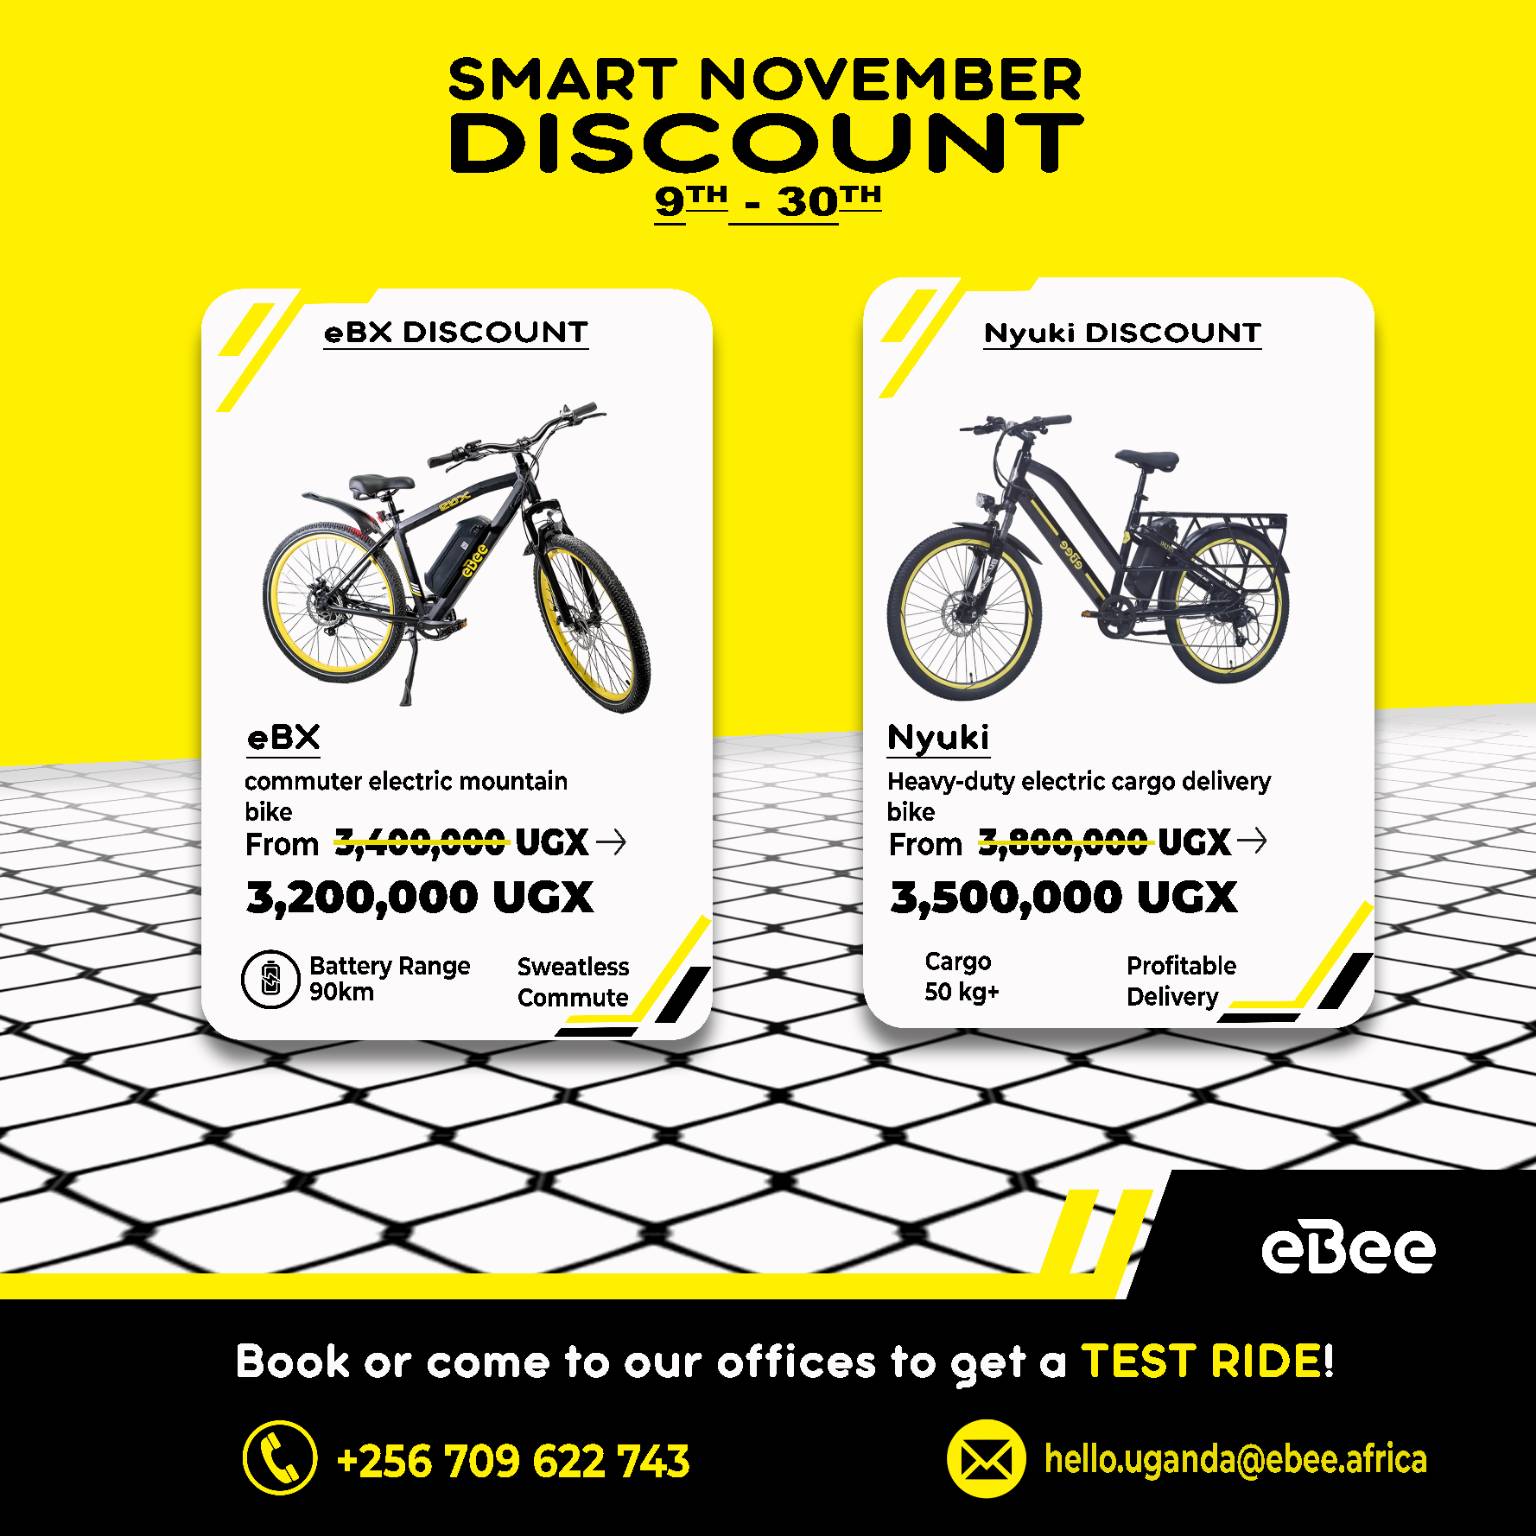 SMART NOVEMBER
DISCOUNT
9TH - 30TH
eBX DISCOUNT
eBX
eBee
eBX
commuter electric mountain
bike
From 3,400,000 UGX→
3,200,000 UGX
Battery Range
90km
Sweatless
Commute
Nyuki DISCOUNT
eBee
Nyuki
Heavy-duty electric cargo delivery
bike
From 3,800,000 UGX→
3,500,000 UGX
Cargo
50 kg+
Profitable
Delivery
eBee
Book or come to our offices to get a TEST RIDE!
+256 709 622 743
hello.uganda@ebee.africa